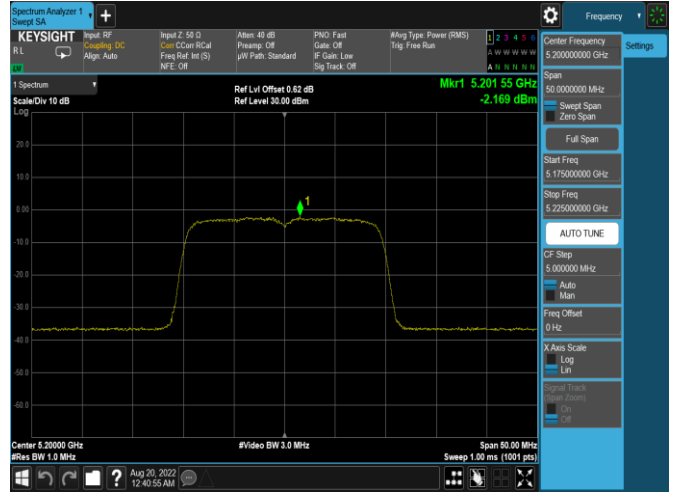 Spectrum Analyzer 1
Swept SA
Frequency
KEYSIGHT
RL
Input: RF
Coupling: DC
Align: Auto
Input Z: 50 Ω
Corr CCorr RCal
Freq Ref: Int (S)
NFE: Off
Atten: 40 dB
Preamp: Off
µW Path: Standard
PNO: Fast
Gate: Off
IF Gain: Low
Sig Track: Off
#Avg Type: Power (RMS)
Trig: Free Run
1 2 3 4 5 6
A W W W W W
A N N N N N
LV
1 Spectrum
Scale/Div 10 dB
Log
Ref Lvl Offset 0.62 dB
Ref Level 30.00 dBm
Mkr1 5.201 55 GHz
-2.169 dBm
20.0
10.0
0.00
-10.0
-20.0
-30.0
-40.0
-50.0
-60.0
1
Center 5.20000 GHz
#Res BW 1.0 MHz
#Video BW 3.0 MHz
Span 50.00 MHz
Sweep 1.00 ms (1001 pts)
Aug 20, 2022
12:40:55 AM
Center Frequency
5.200000000 GHz
Settings
Span
50.0000000 MHz
Swept Span
Zero Span
Full Span
Start Freq
5.175000000 GHz
Stop Freq
5.225000000 GHz
AUTO TUNE
CF Step
5.000000 MHz
Auto
Man
Freq Offset
0 Hz
X Axis Scale
Log
Lin
Signal Track
(Span Zoom)
On
Off